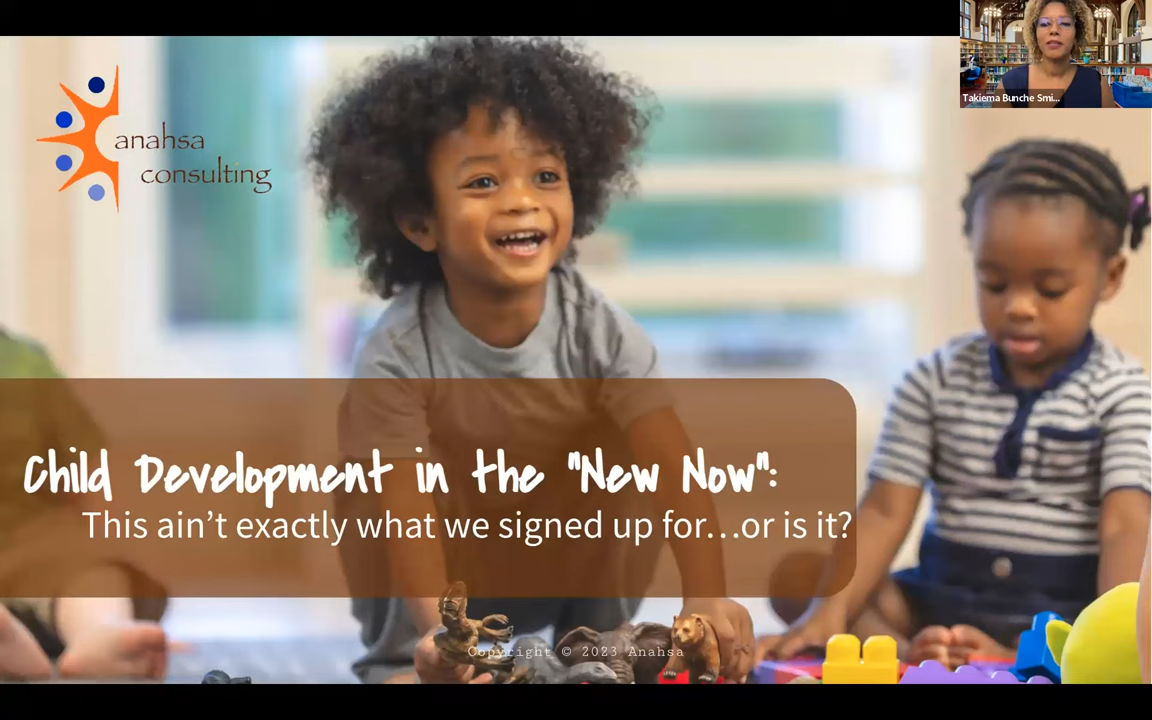 anahsa
consulting
Takiema Bunche Smi...
Child Development in the "New Now":
This ain’t exactly what we signed up for...or is it?
Copyright © 2023 Anahsa